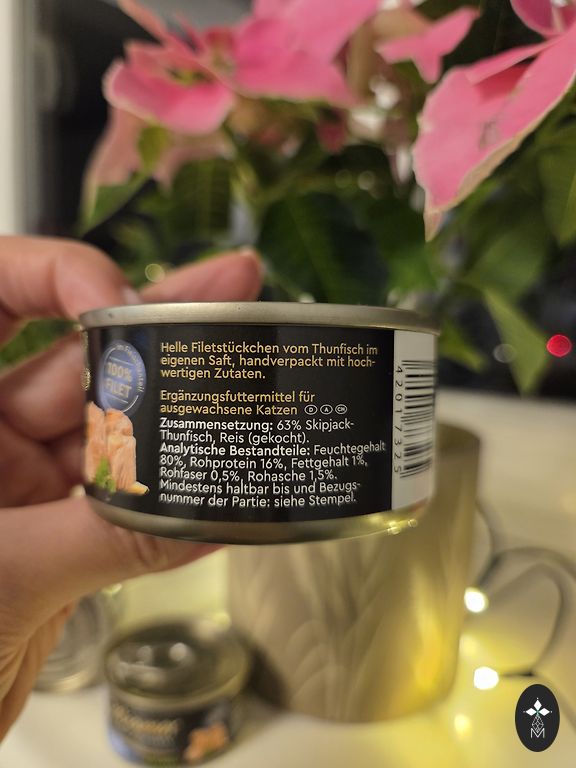 Helle Filetstückchen vom Thunfisch im
eigenen Saft, handverpackt mit hoch-
wertigen Zutaten.
Ergänzungsfuttermittel für
ausgewachsene Katzen D A CH
Zusammensetzung: 63% Skipjack-
Thunfisch, Reis (gekocht).
Analytische Bestandteile: Feuchtegehalt
80%, Rohprotein 16%, Fettgehalt 1%,
Rohfaser 0,5%, Rohasche 1,5%.
Mindestens haltbar bis und Bezugs-
nummer der Partie: siehe Stempel.
100%
FILET
42017325
M